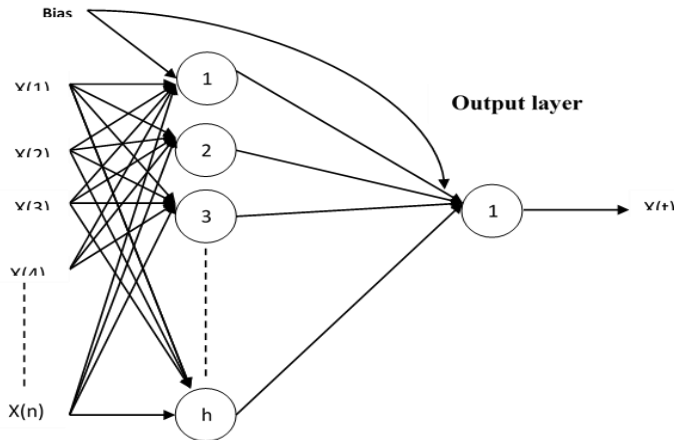 Bias
X(1)
1
Output layer
X(2)
2
X(3)
3
1
X(t)
X(4)
X(n)
h